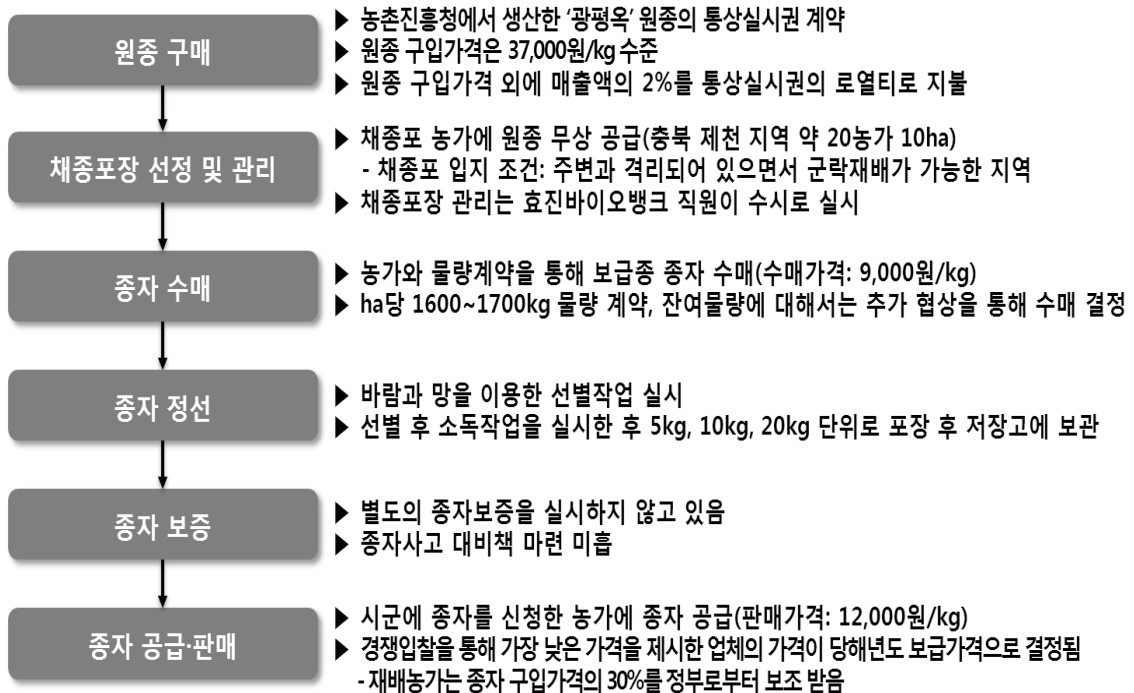 원종 구매
▶ 농촌진흥청에서 생산한 ‘광평옥’ 원종의 통상실시권 계약
▶ 원종 구입가격은 37,000원/kg 수준
▶ 원종 구입가격 외에 매출액의 2%를 통상실시권의 로열티로 지불
채종포장 선정 및 관리
▶ 채종포 농가에 원종 무상 공급(충북 제천 지역 약 20농가 10ha)
- 채종포 입지 조건: 주변과 격리되어 있으면서 군락재배가 가능한 지역
▶ 채종포장 관리는 효진바이오뱅크 직원이 수시로 실시
종자 수매
▶ 농가와 물량계약을 통해 보급종 종자 수매(수매가격: 9,000원/kg)
▶ ha당 1600~1700kg 물량 계약, 잔여물량에 대해서는 추가 협상을 통해 수매 결정
종자 정선
▶ 바람과 망을 이용한 선별작업 실시
▶ 선별 후 소독작업을 실시한 후 5kg, 10kg, 20kg 단위로 포장 후 저장고에 보관
종자 보증
▶ 별도의 종자보증을 실시하지 않고 있음
▶ 종자사고 대비책 마련 미흡
종자 공급·판매
▶ 시군에 종자를 신청한 농가에 종자 공급(판매가격: 12,000원/kg)
▶ 경쟁입찰을 통해 가장 낮은 가격을 제시한 업체의 가격이 당해년도 보급가격으로 결정됨
- 재배농가는 종자 구입가격의 30%를 정부로부터 보조 받음